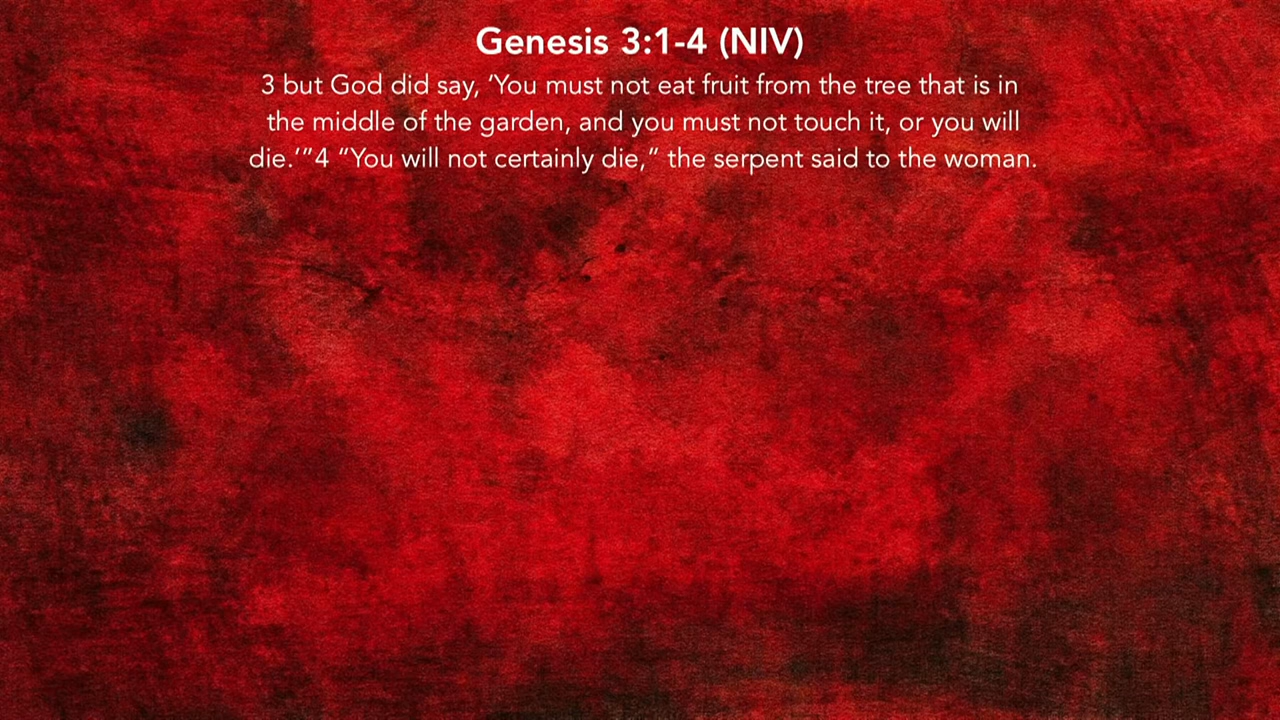 Genesis 3:1-4 (NIV)
3 but God did say, ‘You must not eat fruit from the tree that is in
the middle of the garden, and you must not touch it, or you will
die.’”4 “You will not certainly die,“ the serpent said to the woman.